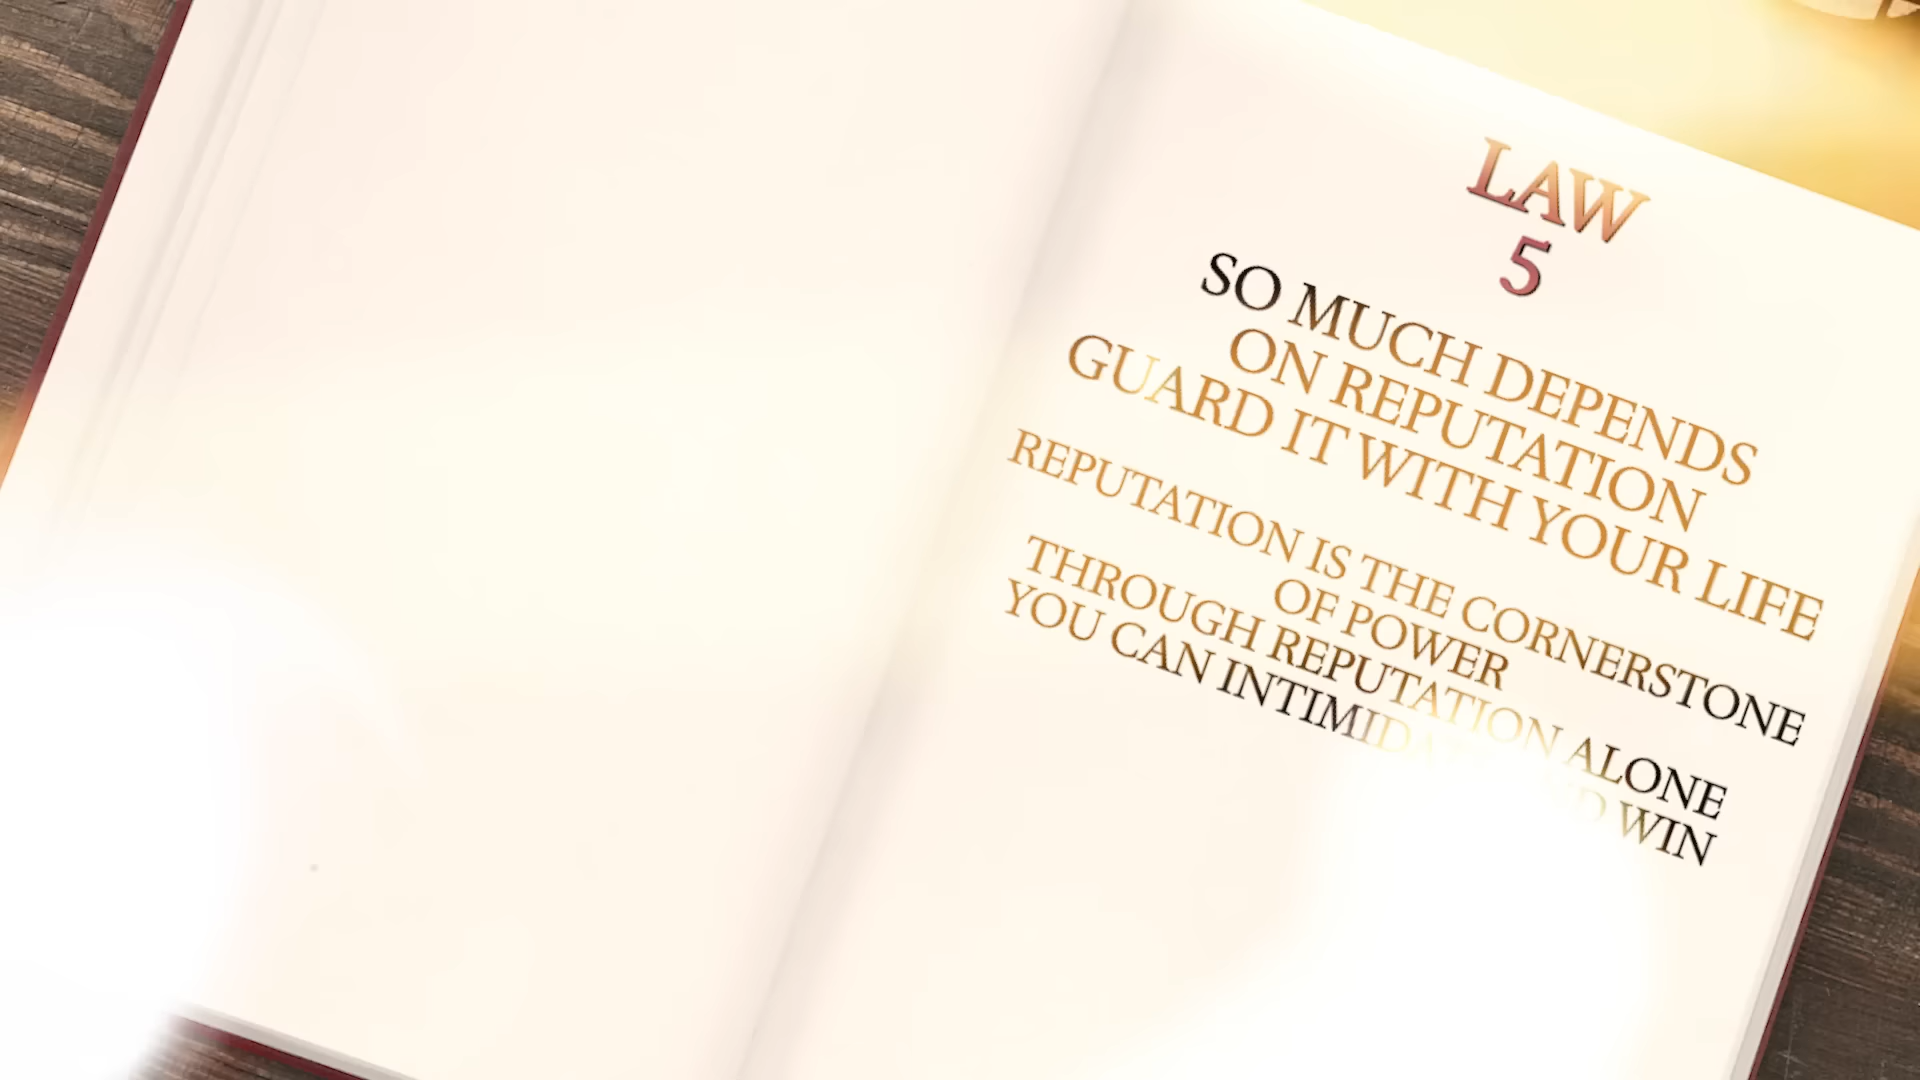 LAW
5
SO MUCH DEPENDS
ON REPUTATION
GUARD IT WITH YOUR LIFE
REPUTATION IS THE CORNERSTONE
OF POWER
THROUGH REPUTATION ALONE
YOU CAN WIN